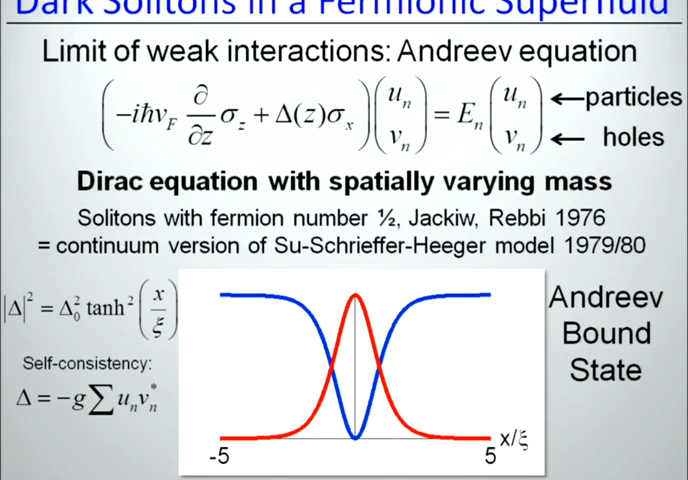 Dark Solitons in a Fermionic Superfluid
Limit of weak interactions: Andreev equation
(−iħv_F ∂/∂z σ_z + Δ(z)σ_x) (u_n v_n) = E_n (u_n v_n)
←particles
← holes
Dirac equation with spatially varying mass
Solitons with fermion number ½, Jackiw, Rebbi 1976
= continuum version of Su-Schrieffer-Heeger model 1979/80
|Δ|² = Δ₀² tanh² (x/ξ)
Self-consistency:
Δ = −g∑ u_n v_n^*
-5
5
x/ξ
Andreev
Bound
State